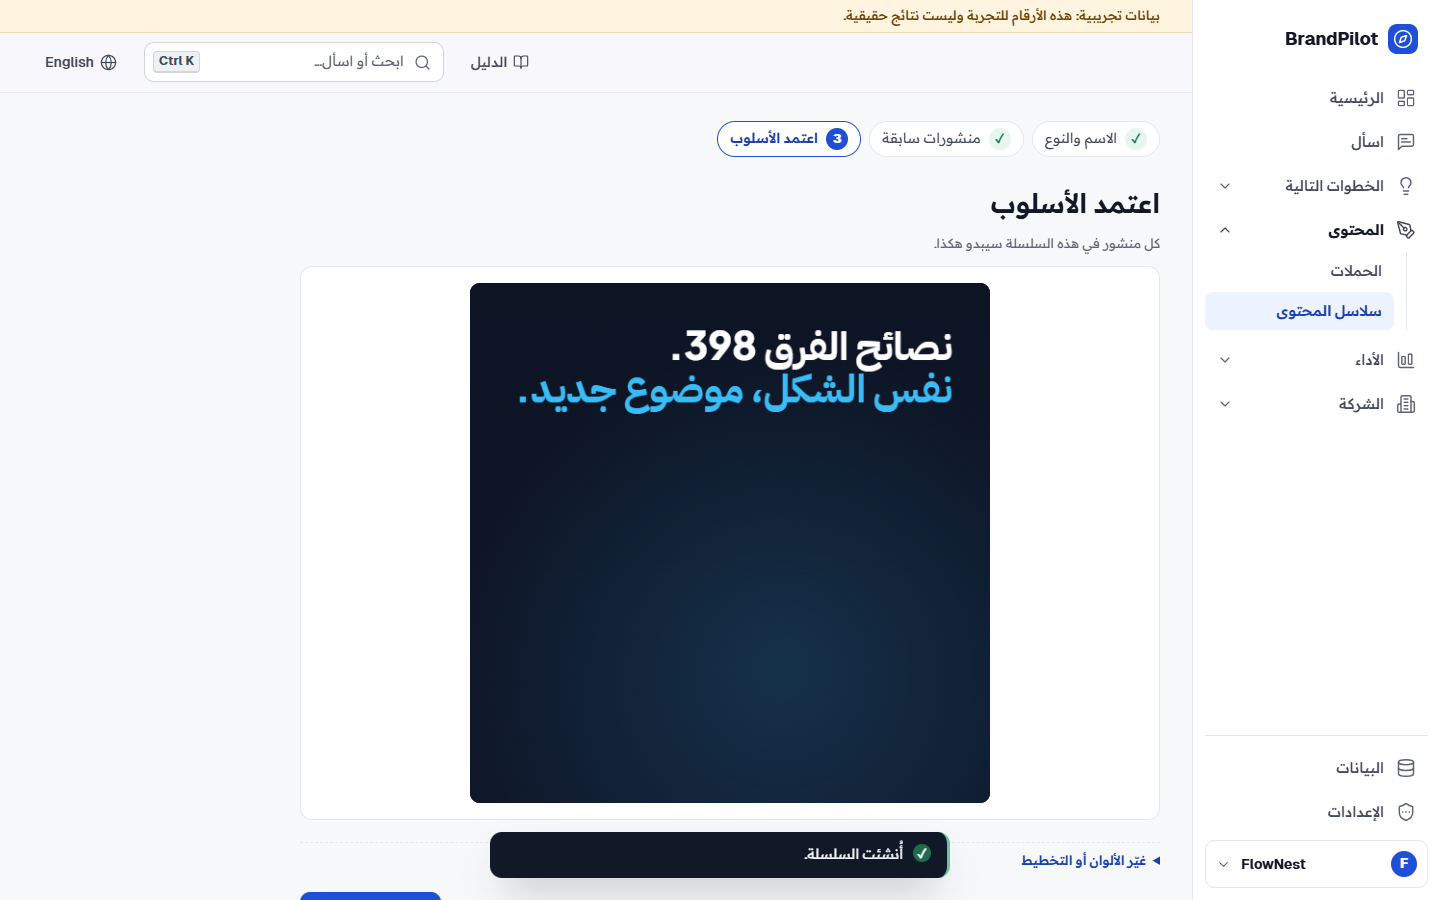 بيانات تجريبية: هذه الأرقام للتجربة وليست نتائج حقيقية.
BrandPilot
الرئيسية
اسأل
الخطوات التالية
المحتوى
الحملات
سلاسل المحتوى
الأداء
الشركة
البيانات
الإعدادات
F FlowNest
الدليل
ابحث أو اسأل...
Ctrl K
English
✓ الاسم والنوع
✓ منشورات سابقة
3 اعتمد الأسلوب
اعتمد الأسلوب
كل منشور في هذه السلسلة سيبدو هكذا.
نصائح الفرق 398.
نفس الشكل، موضوع جديد.
غيّر الألوان أو التخطيط
أُنشئت السلسلة.